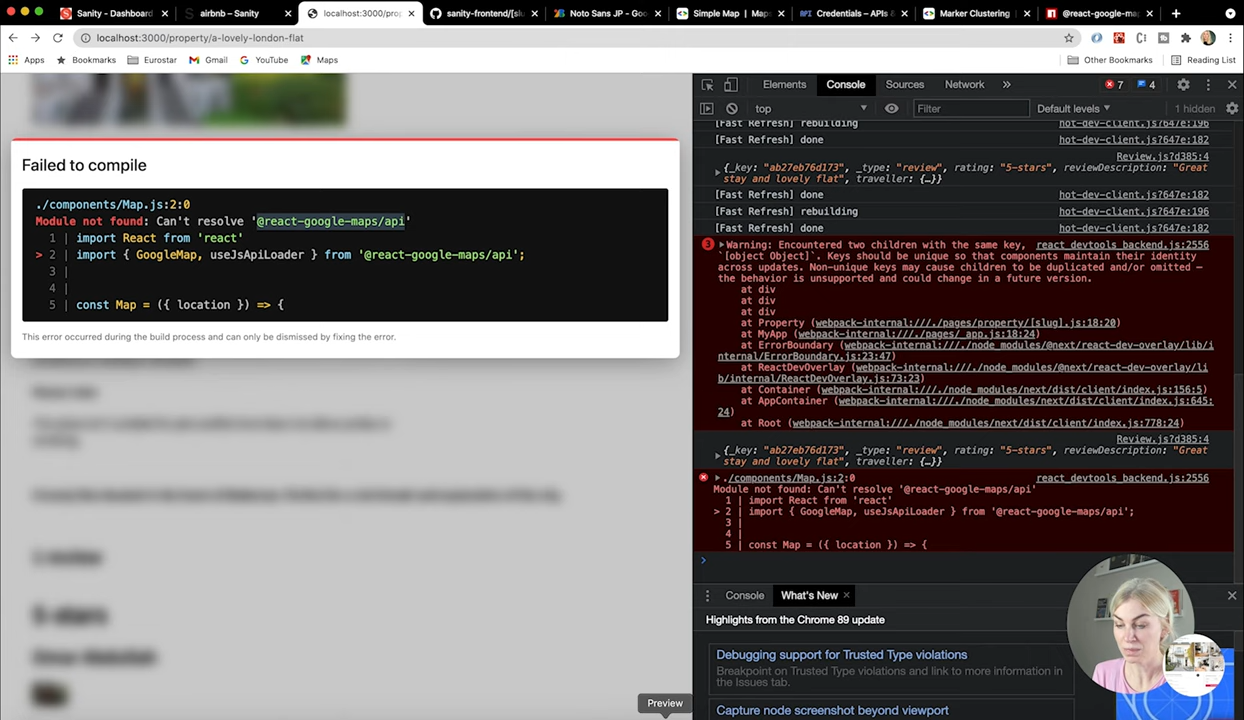 Sanity - Dashboard
airbnb – Sanity
localhost:3000/prop
sanity-frontend/[slu
Noto Sans JP - Goo
Simple Map | Maps
Credentials – APIs &
Marker Clustering
@react-google-ma
localhost:3000/property/a-lovely-london-flat
Apps
Bookmarks
Eurostar
Gmail
YouTube
Maps
Other Bookmarks
Reading List
Failed to compile
./components/Map.js:2:0
Module not found: Can't resolve '@react-google-maps/api'
1 | import React from 'react'
> 2 | import { GoogleMap, useJsApiLoader } from '@react-google-maps/api';
3 |
4 |
5 | const Map = ({ location }) => {
This error occurred during the build process and can only be dismissed by fixing the error.
5-stars
Elements Console Sources Network » 7 4
top Filter Default levels 1 hidden
[Fast Refresh] rebuilding hot-dev-client.js?647e:196
[Fast Refresh] done hot-dev-client.js?647e:182
Review.js?d385:4
{_key: "ab27eb76d173", _type: "review", rating: "5-stars", reviewDescription: "Great
stay and lovely flat", traveller: {…}}
[Fast Refresh] done hot-dev-client.js?647e:182
[Fast Refresh] rebuilding hot-dev-client.js?647e:196
[Fast Refresh] done hot-dev-client.js?647e:182
3 Warning: Encountered two children with the same key, react_devtools_backend.js:2556
`[object Object]`. Keys should be unique so that components maintain their identity
across updates. Non-unique keys may cause children to be duplicated and/or omitted —
the behavior is unsupported and could change in a future version.
at div
at div
at div
at Property (webpack-internal:///./pages/property/[slug].js:18:20)
at MyApp (webpack-internal:///./pages/_app.js:18:24)
at ErrorBoundary (webpack-internal:///./node_modules/@next/react-dev-overlay/lib/i
nternal/ErrorBoundary.js:23:47)
at ReactDevOverlay (webpack-internal:///./node_modules/@next/react-dev-overlay/li
b/internal/ReactDevOverlay.js:73:23)
at Container (webpack-internal:///./node_modules/next/dist/client/index.js:156:5)
at AppContainer (webpack-internal:///./node_modules/next/dist/client/index.js:645:
24)
at Root (webpack-internal:///./node_modules/next/dist/client/index.js:778:24)
Review.js?d385:4
{_key: "ab27eb76d173", _type: "review", rating: "5-stars", reviewDescription: "Great
stay and lovely flat", traveller: {…}}
./components/Map.js:2:0 react_devtools_backend.js:2556
Module not found: Can't resolve '@react-google-maps/api'
1 | import React from 'react'
> 2 | import { GoogleMap, useJsApiLoader } from '@react-google-maps/api';
3 |
4 |
5 | const Map = ({ location }) => {
Console What's New
Highlights from the Chrome 89 update
Debugging support for Trusted Type violations
Breakpoint on Trusted Type violations and link to more information in
the Issues tab.
Capture node screenshot beyond viewport
Preview